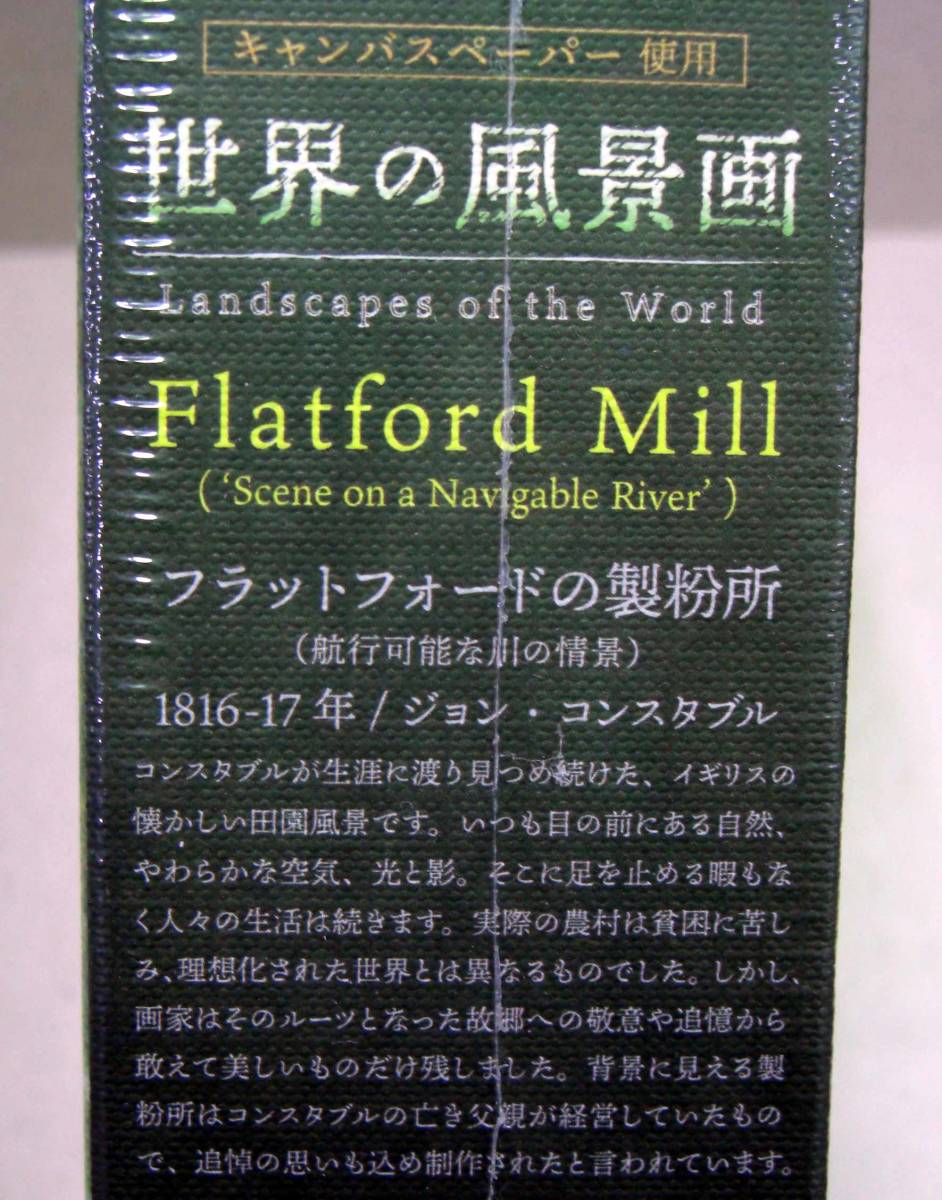 キャンバスペーパー 使用
世界の風景画
Landscapes of the World
Flatford Mill
( ‘Scene on a Navigable River’ )
フラットフォードの製粉所
（航行可能な川の情景）
1816-17 年 / ジョン・コンスタブル
コンスタブルが生涯に渡り見つめ続けた、イギリスの
懐かしい田園風景です。いつも目の前にある自然、
やわらかな空気、光と影。そこに足を止める暇もな
く人々の生活は続きます。実際の農村は貧困に苦し
み、理想化された世界とは異なるものでした。しかし、
画家はそのルーツとなった故郷への敬意や追憶から
敢えて美しいものだけ残しました。背景に見える製
粉所はコンスタブルの亡き父親が経営していたもの
で、追悼の思いも込め制作されたと言われています。